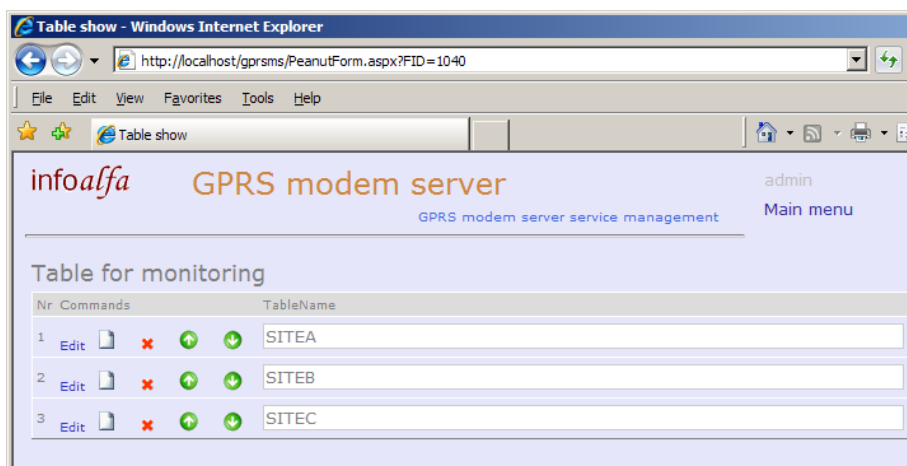 Table show - Windows Internet Explorer
http://localhost/gprsms/PeanutForm.aspx?FID=1040
File Edit View Favorites Tools Help
Table show
infoalfa GPRS modem server admin
GPRS modem server service management Main menu
Table for monitoring
Nr Commands TableName
1 Edit SITEA
2 Edit SITEB
3 Edit SITEC